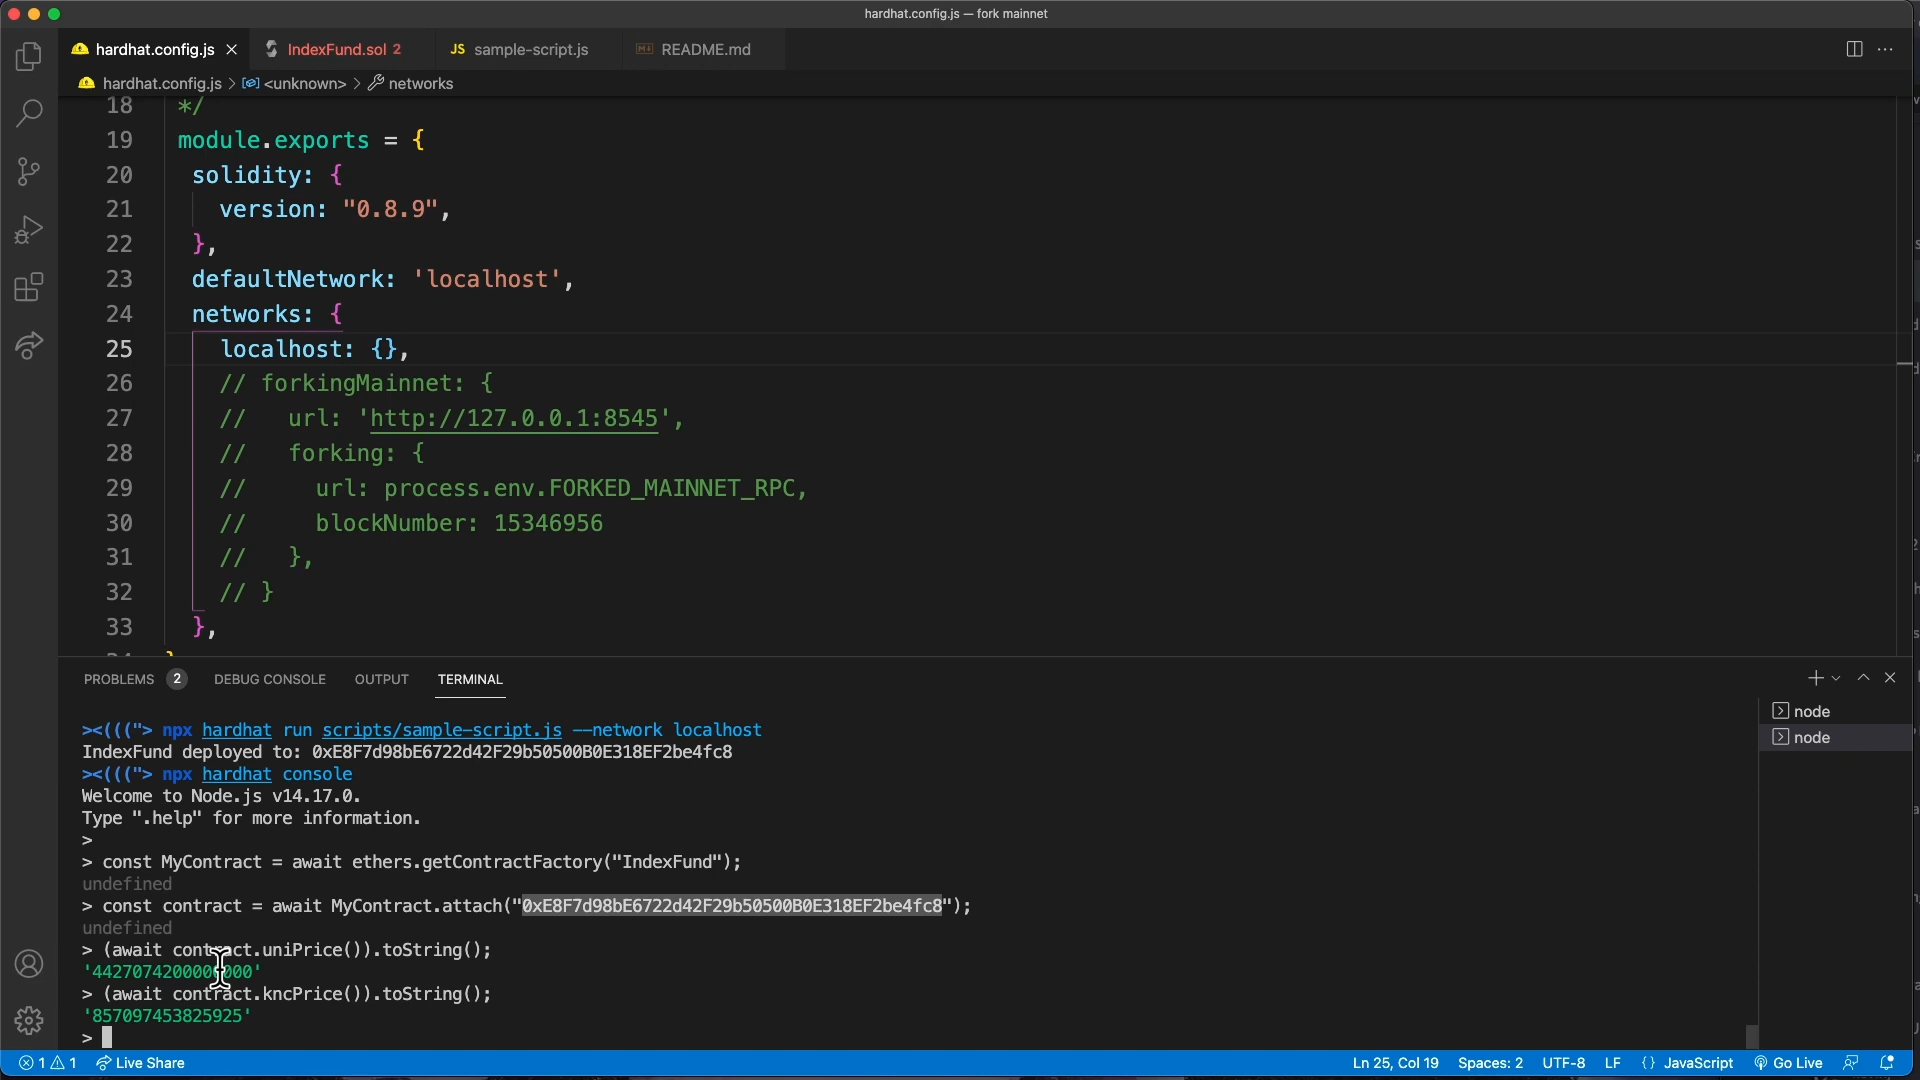 hardhat.config.js — fork mainnet
hardhat.config.js
IndexFund.sol 2
JS sample-script.js
README.md
hardhat.config.js > <unknown> > networks
18 */
19 module.exports = {
20 solidity: {
21 version: "0.8.9",
22 },
23 defaultNetwork: 'localhost',
24 networks: {
25 localhost: {},
26 // forkingMainnet: {
27 // url: 'http://127.0.0.1:8545',
28 // forking: {
29 // url: process.env.FORKED_MAINNET_RPC,
30 // blockNumber: 15346956
31 // },
32 // }
33 },
PROBLEMS 2 DEBUG CONSOLE OUTPUT TERMINAL
node
node
><((("> npx hardhat run scripts/sample-script.js --network localhost
IndexFund deployed to: 0xE8F7d98bE6722d42F29b50500B0E318EF2be4fc8
><((("> npx hardhat console
Welcome to Node.js v14.17.0.
Type ".help" for more information.
>
> const MyContract = await ethers.getContractFactory("IndexFund");
undefined
> const contract = await MyContract.attach("0xE8F7d98bE6722d42F29b50500B0E318EF2be4fc8");
undefined
> (await contract.uniPrice()).toString();
> (await contract.kncPrice()).toString();
'857097453825925'
>
1 1 Live Share
Ln 25, Col 19 Spaces: 2 UTF-8 LF {} JavaScript Go Live